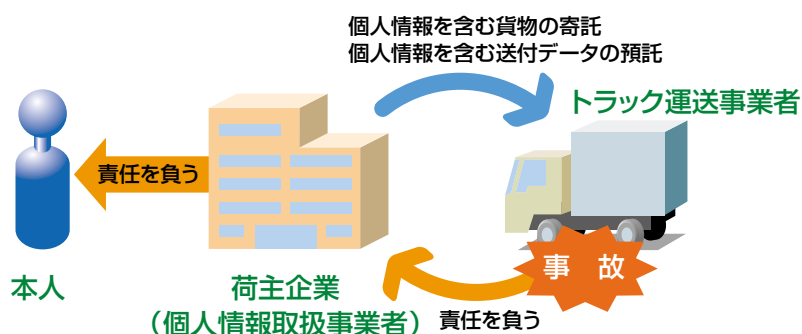 個人情報を含む貨物の寄託
個人情報を含む送付データの預託
トラック運送事業者
責任を負う
事 故
本人
荷主企業
（個人情報取扱事業者）
責任を負う